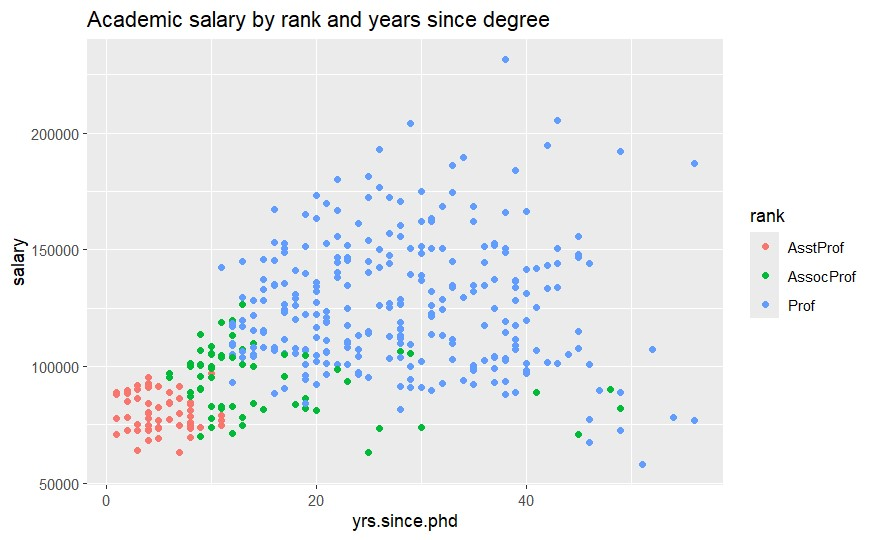 Academic salary by rank and years since degree
200000
150000
100000
50000
salary
0
20
40
yrs.since.phd
rank
AsstProf
AssocProf
Prof